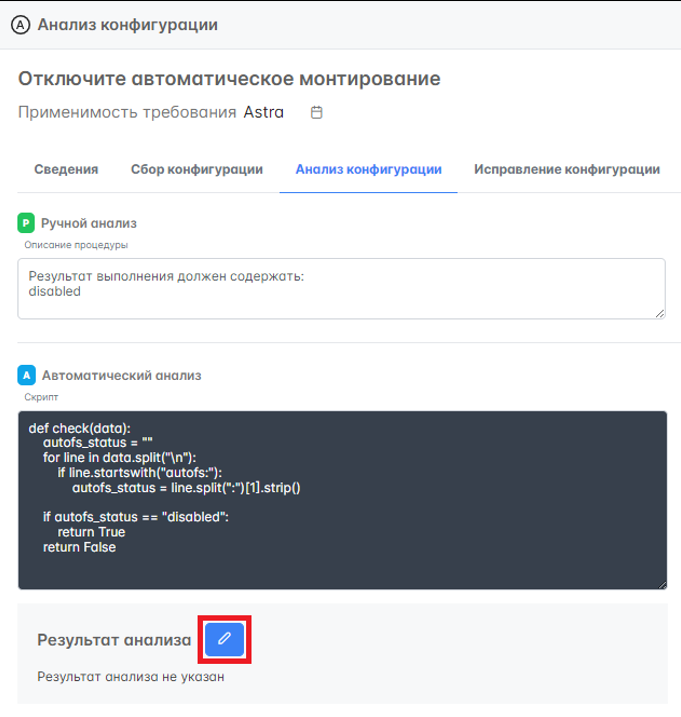 A Анализ конфигурации
Отключите автоматическое монтирование
Применимость требования Astra
Сведения Сбор конфигурации Анализ конфигурации Исправление конфигурации
P Ручной анализ
Описание процедуры
Результат выполнения должен содержать:
disabled
A Автоматический анализ
Скрипт
def check(data):
    autofs_status = ""
    for line in data.split("\n"):
        if line.startswith("autofs:"):
            autofs_status = line.split(":")[1].strip()

    if autofs_status == "disabled":
        return True
    return False
Результат анализа
Результат анализа не указан